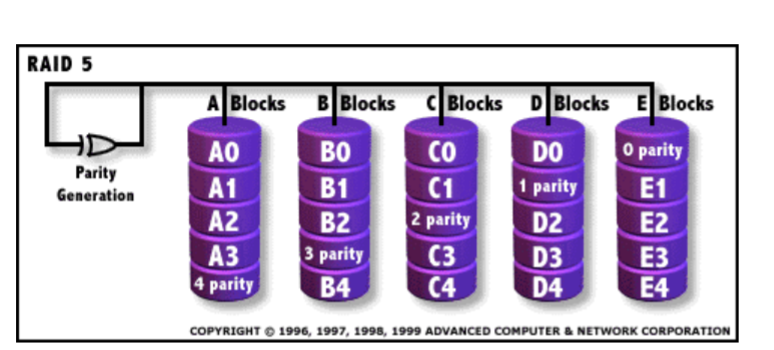 RAID 5
A Blocks B Blocks C Blocks D Blocks E Blocks
Parity
Generation
A0 B0 C0 D0 0 parity
A1 B1 C1 1 parity E1
A2 B2 2 parity D2 E2
A3 3 parity C3 D3 E3
4 parity B4 C4 D4 E4
COPYRIGHT © 1996, 1997, 1998, 1999 ADVANCED COMPUTER & NETWORK CORPORATION